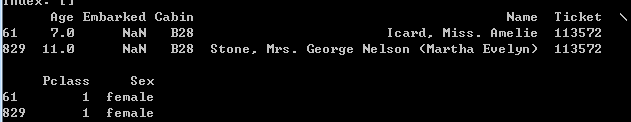 Index: []
Age Embarked Cabin Name Ticket \
61 7.0 NaN B28 Icard, Miss. Amelie 113572
829 11.0 NaN B28 Stone, Mrs. George Nelson (Martha Evelyn) 113572
Pclass Sex
61 1 female
829 1 female